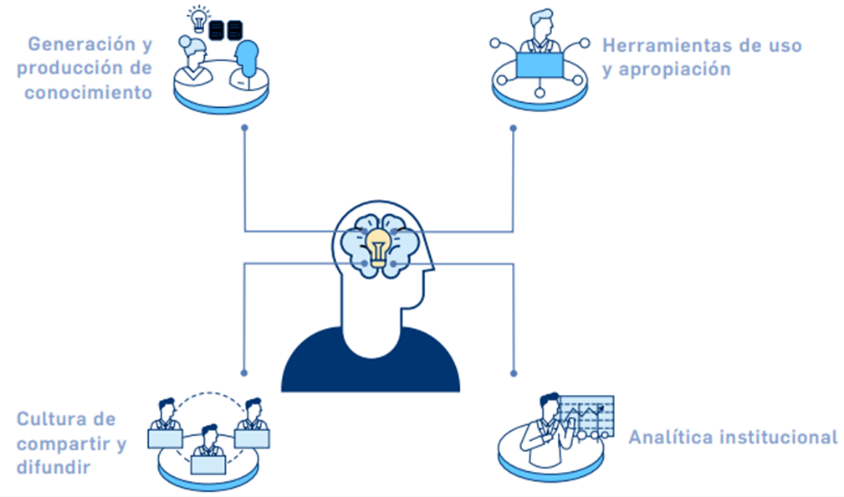 Generación y
producción de
conocimiento
Herramientas de uso
y apropiación
Cultura de
compartir y
difundir
Analítica institucional